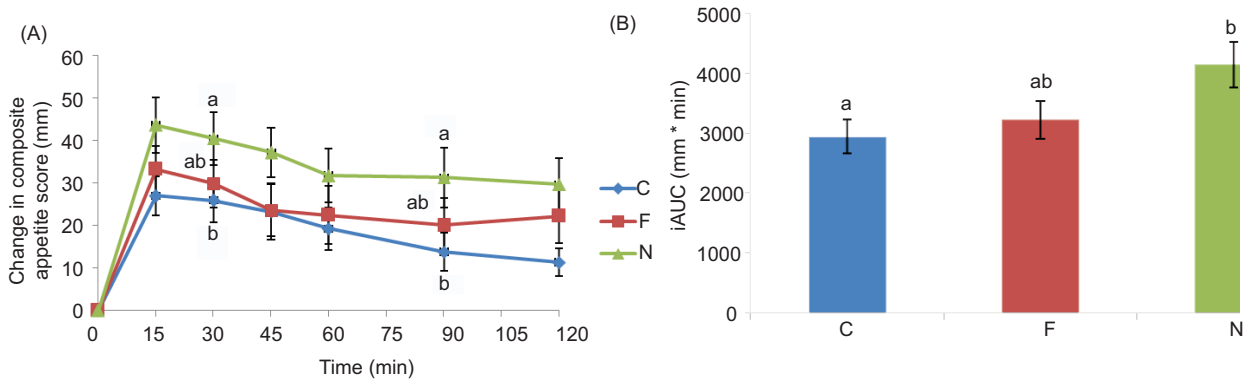 (A)
60
50
40
30
20
10
0
Change in composite
appetite score (mm)
a
ab
b
a
ab
b
0 15 30 45 60 75 90 105 120
Time (min)
C
F
N
(B)
5000
4000
3000
2000
1000
0
iAUC (mm * min)
a
ab
b
C F N